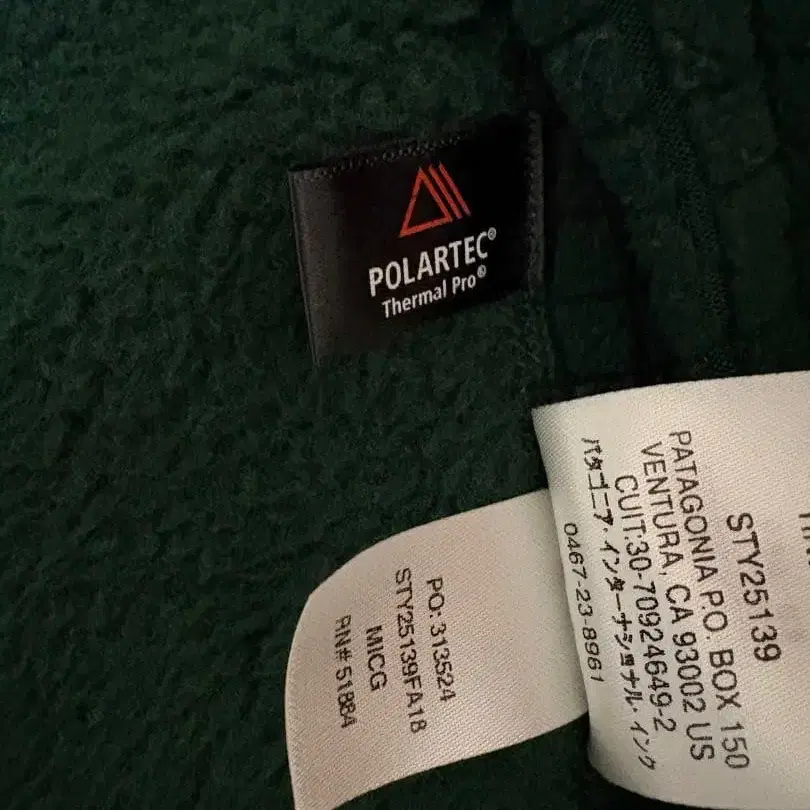 POLARTEC®
Thermal Pro®
PO: 313524
STY25139FA18
MICG
RN# 51884
STY25139
PATAGONIA P.O. BOX 150
VENTURA, CA 93002 US
CUIT:30-70924649-2
パタゴニア・インターナショナル・インク
0467-23-8961